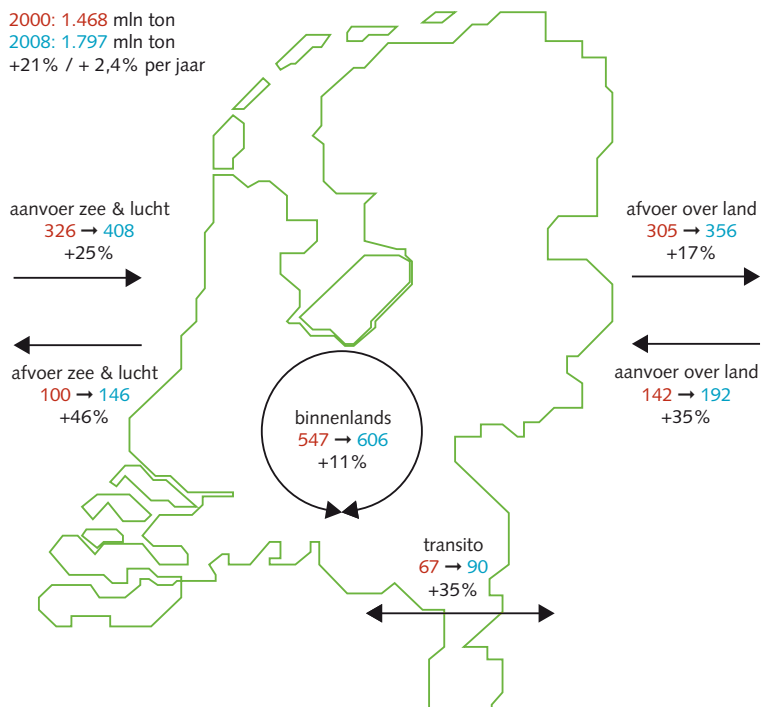 2000: 1.468 mln ton
2008: 1.797 mln ton
+21% / + 2,4% per jaar
aanvoer zee & lucht
326 → 408
+25%
afvoer over land
305 → 356
+17%
afvoer zee & lucht
100 → 146
+46%
aanvoer over land
142 → 192
+35%
binnenlands
547 → 606
+11%
transito
67 → 90
+35%